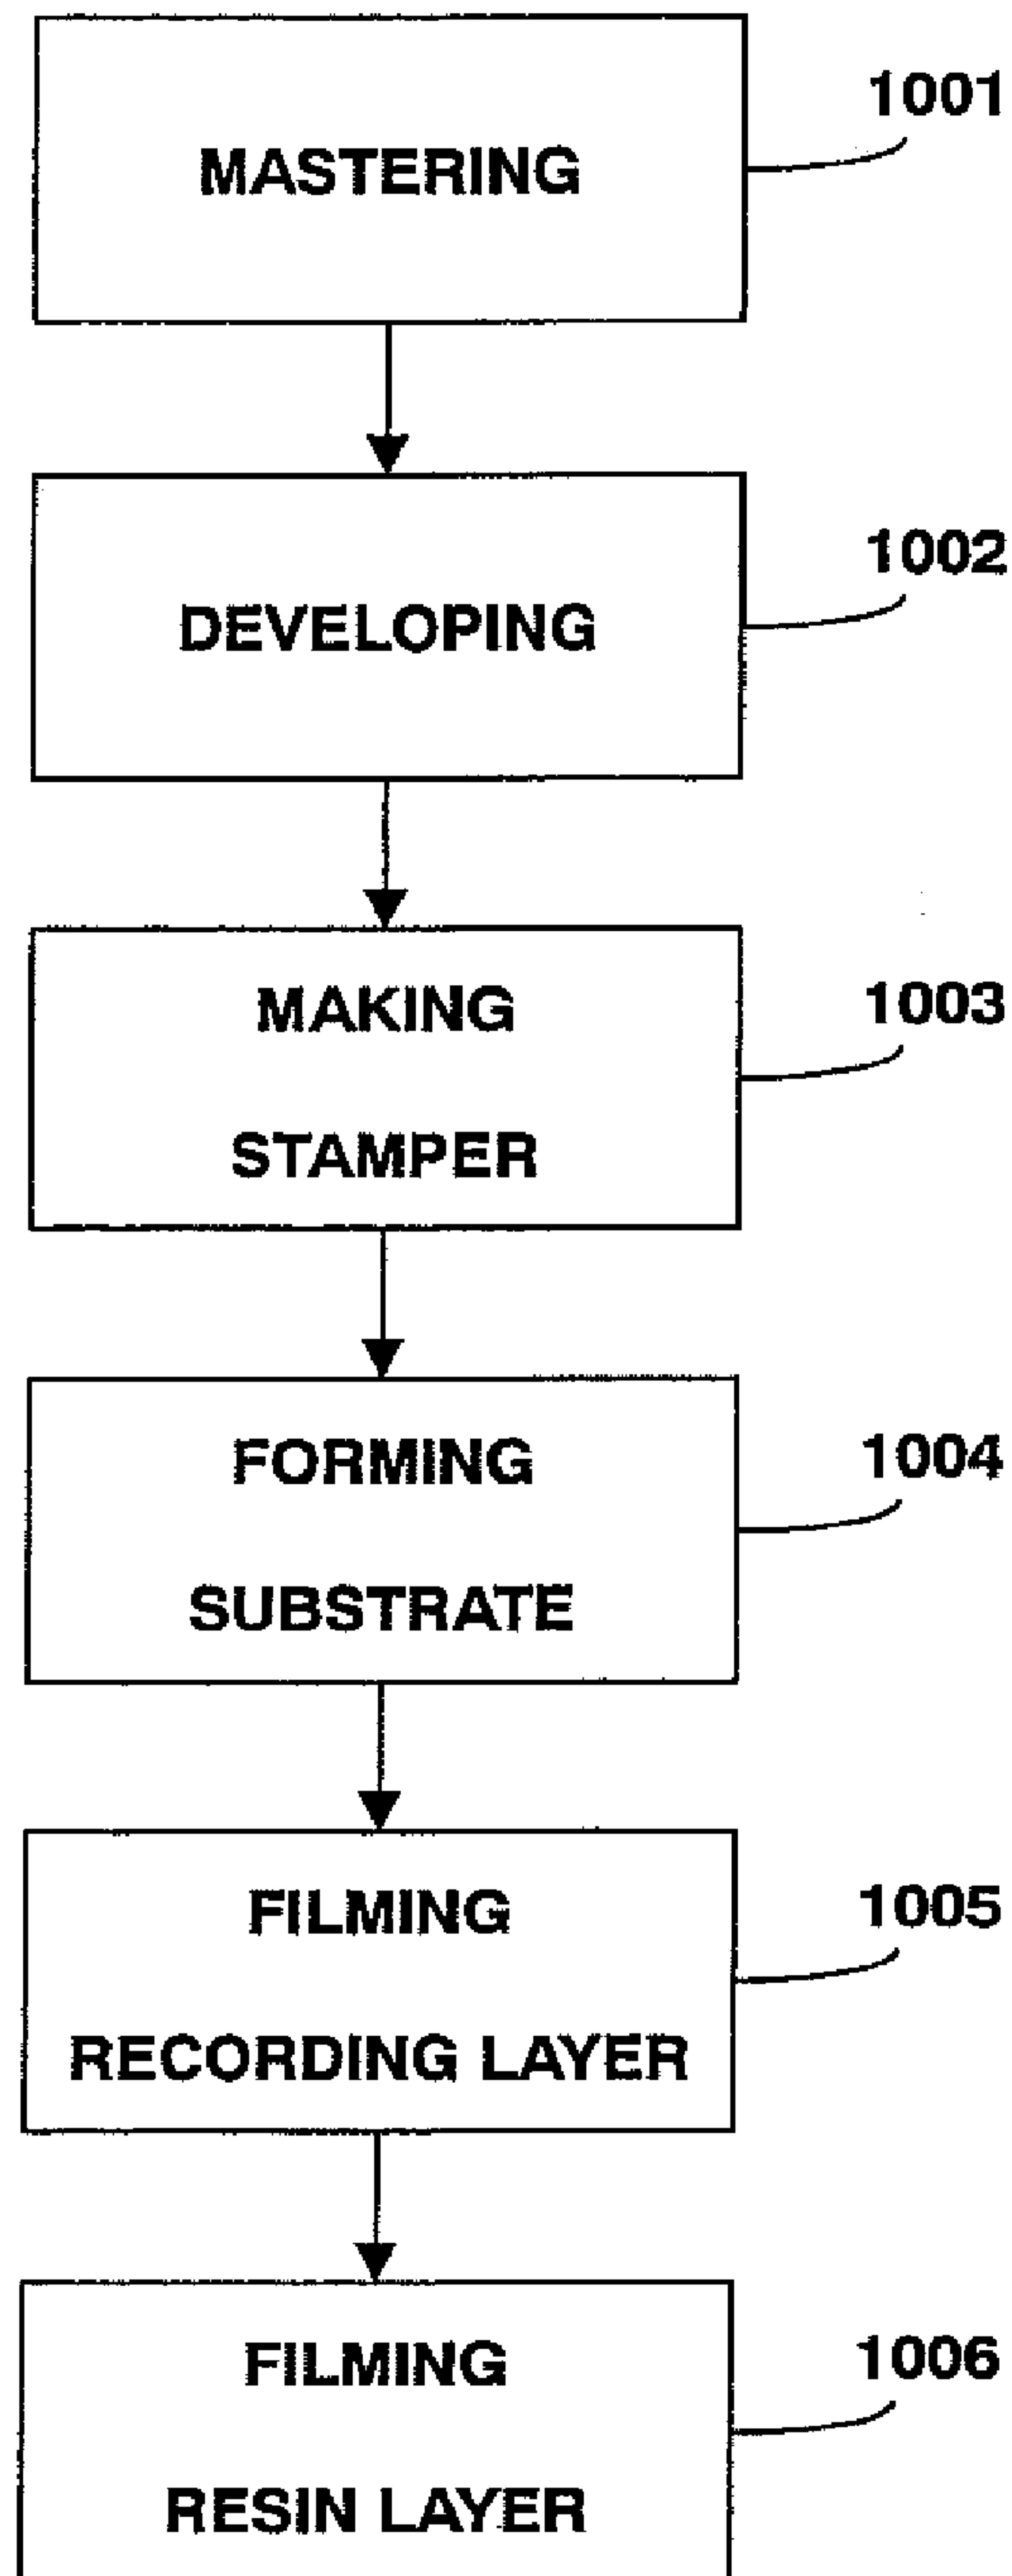 MASTERING
1001
DEVELOPING
1002
MAKING
STAMPER
1003
FORMING
SUBSTRATE
1004
FILMING
RECORDING LAYER
1005
FILMING
RESIN LAYER
1006